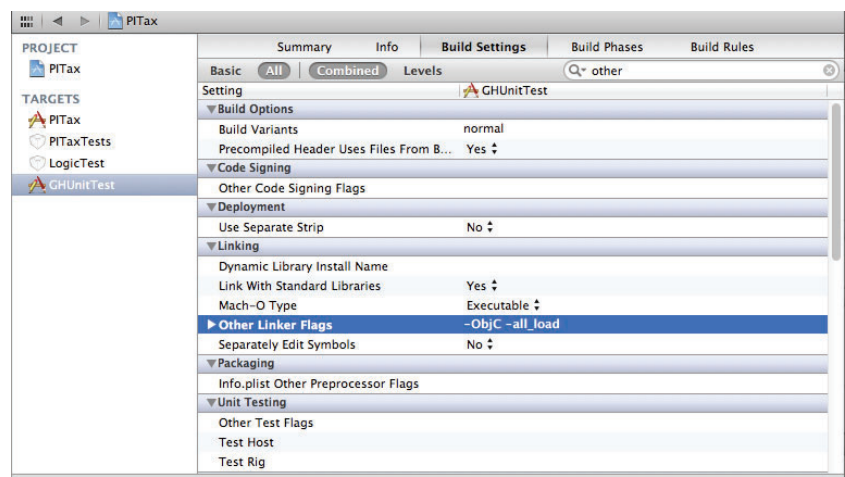 PITax
PROJECT
PITax
TARGETS
PITax
PITaxTests
LogicTest
GHUnitTest
Summary Info Build Settings Build Phases Build Rules
Basic All Combined Levels other
Setting GHUnitTest
Build Options
Build Variants normal
Precompiled Header Uses Files From B... Yes
Code Signing
Other Code Signing Flags
Deployment
Use Separate Strip No
Linking
Dynamic Library Install Name
Link With Standard Libraries Yes
Mach-O Type Executable
Other Linker Flags -ObjC -all_load
Separately Edit Symbols No
Packaging
Info.plist Other Preprocessor Flags
Unit Testing
Other Test Flags
Test Host
Test Rig